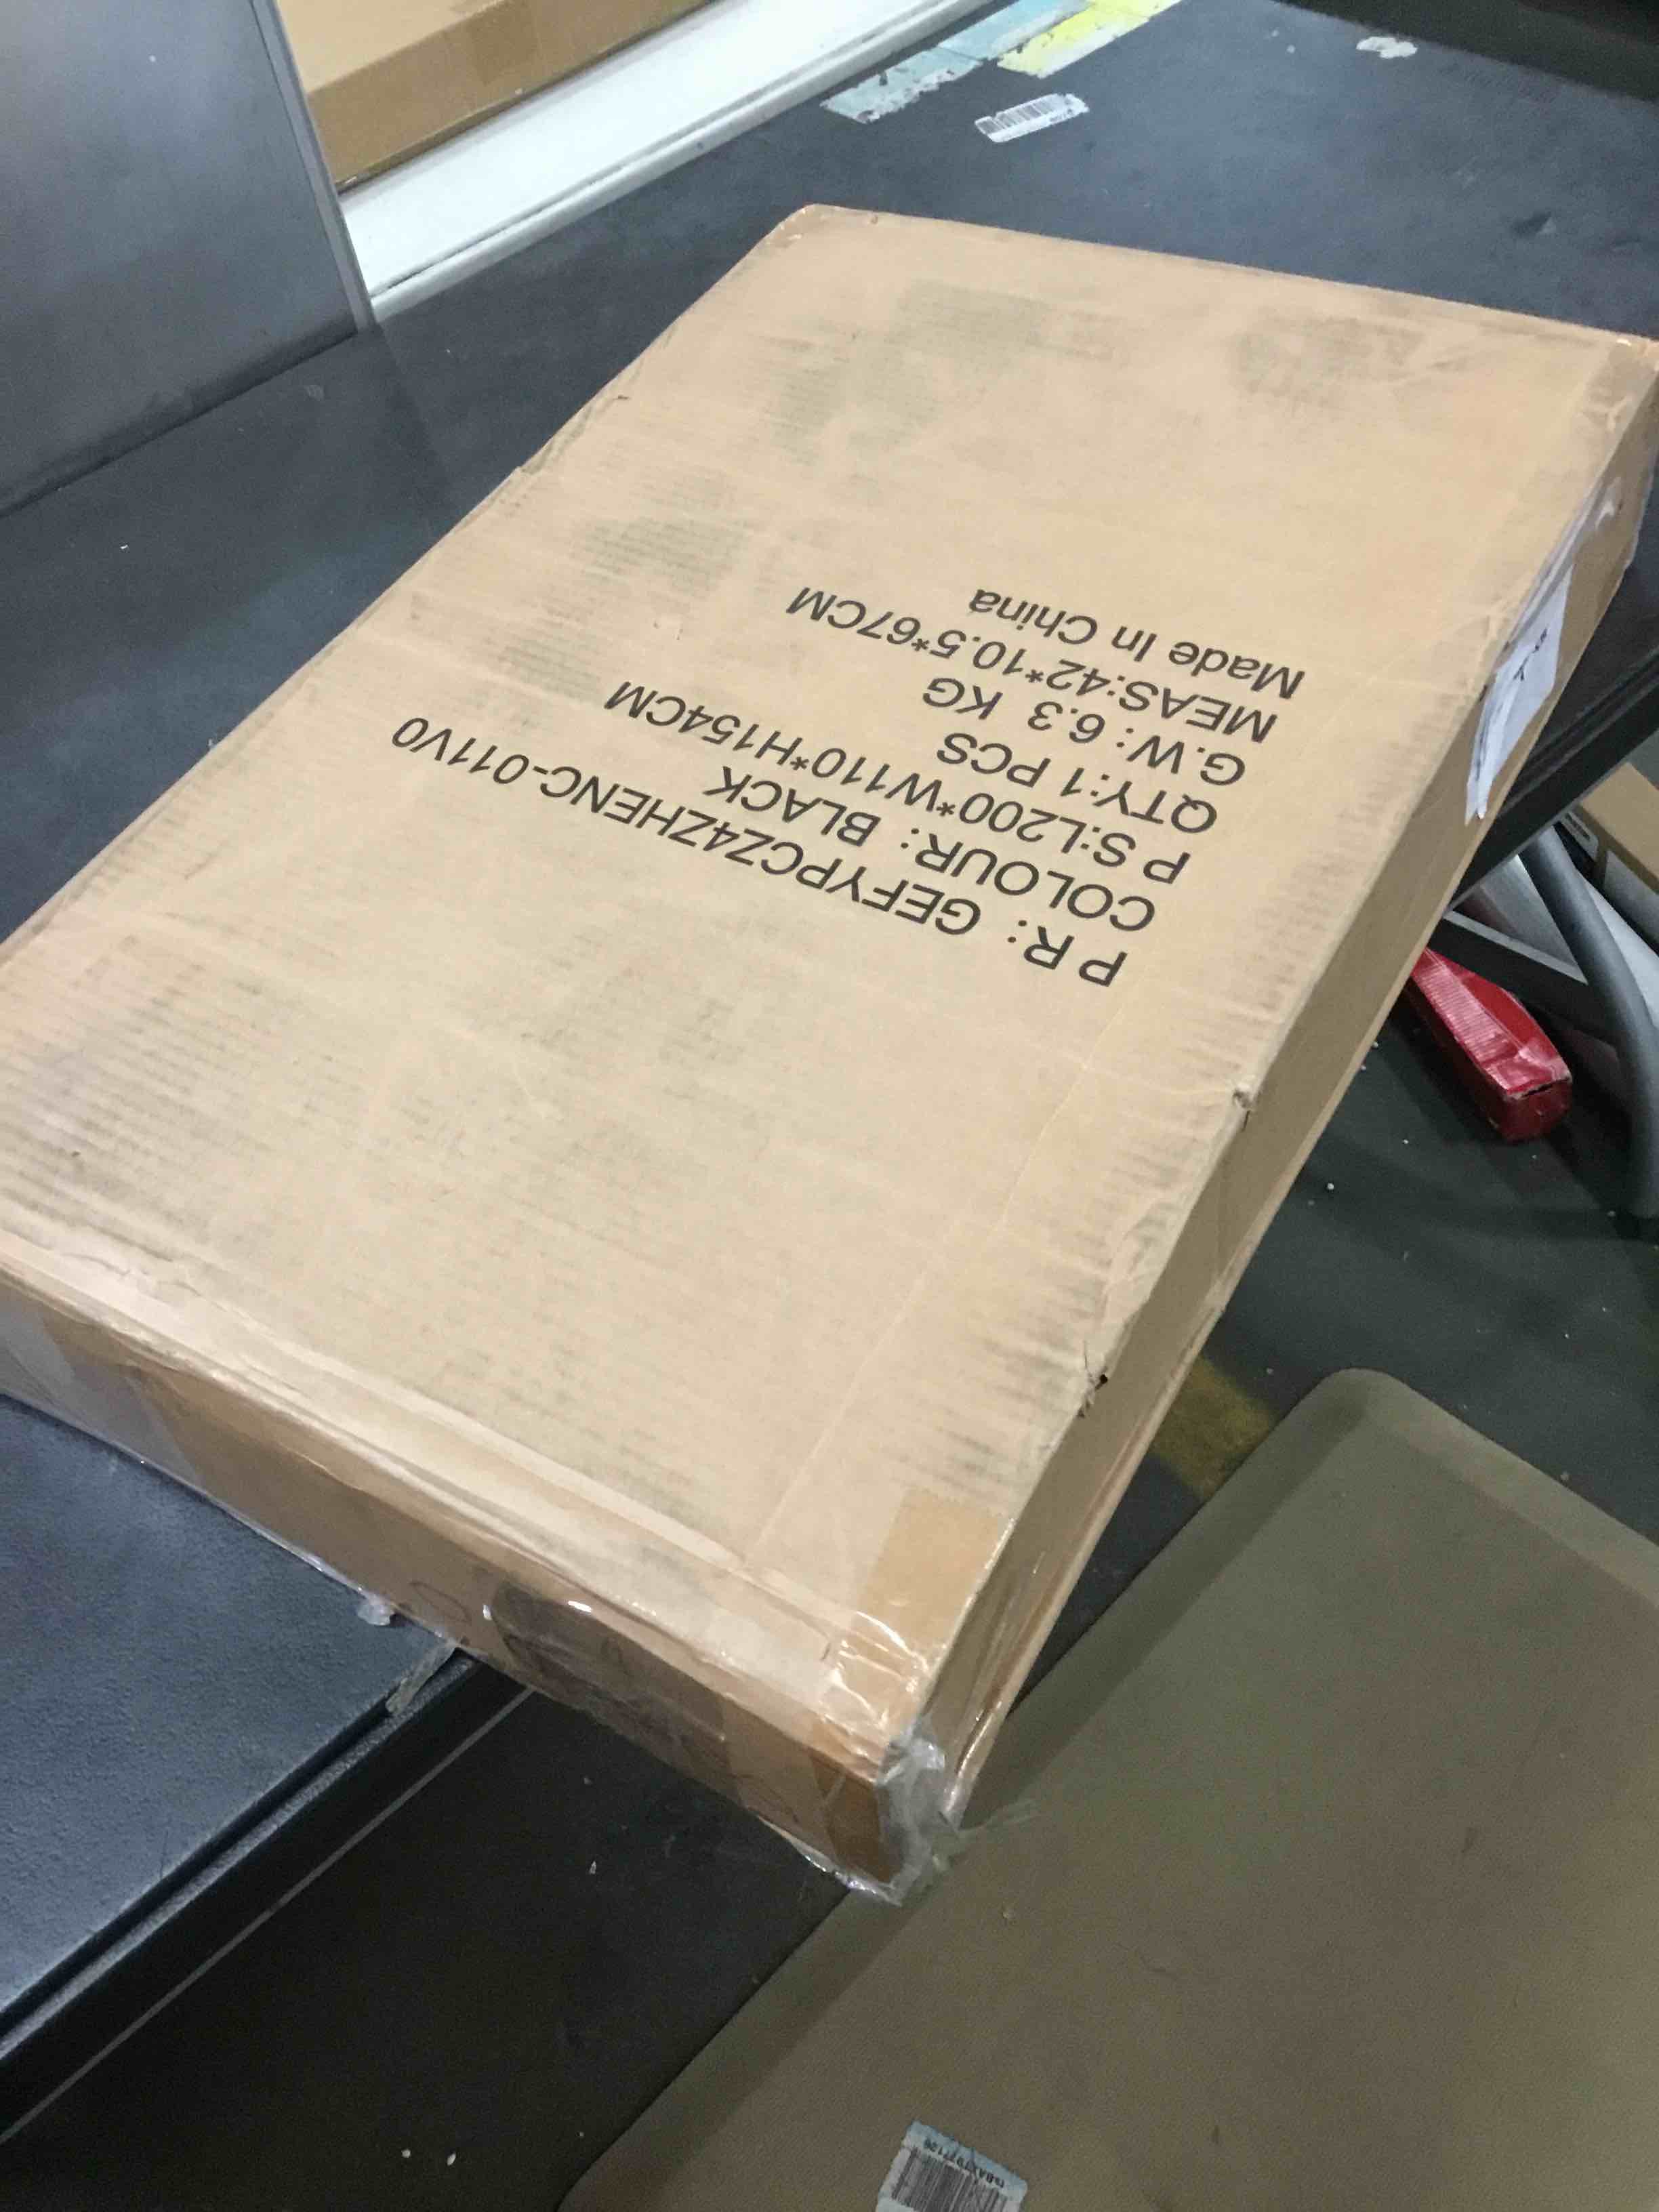 P R: GEFYPCZ4ZHENC-011V0
COLOUR: BLACK
P S:L200*W110*H154CM
QTY:1 PCS
G.W: 6.3 KG
MEAS:42*10.5*67CM
Made In China